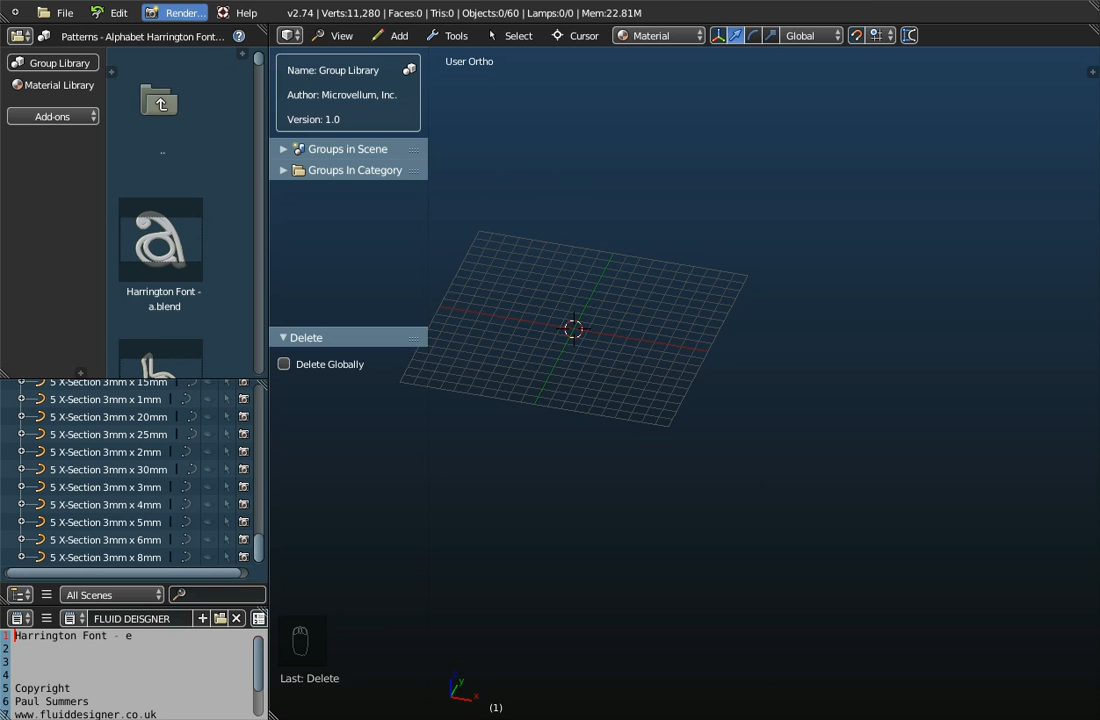 File Edit Render... Help v2.74 | Verts:11,280 | Faces:0 | Tris:0 | Objects:0/60 | Lamps:0/0 | Mem:22.81M
Patterns - Alphabet Harrington Font...
View Add Tools Select Cursor Material Global
Group Library
Material Library
Add-ons
..
Harrington Font -
a.blend
Name: Group Library
Author: Microvellum, Inc.
Version: 1.0
Groups in Scene
Groups In Category
User Ortho
Delete
Delete Globally
5 X-Section 3mm x 15mm
5 X-Section 3mm x 1mm
5 X-Section 3mm x 20mm
5 X-Section 3mm x 25mm
5 X-Section 3mm x 2mm
5 X-Section 3mm x 30mm
5 X-Section 3mm x 3mm
5 X-Section 3mm x 4mm
5 X-Section 3mm x 5mm
5 X-Section 3mm x 6mm
5 X-Section 3mm x 8mm
All Scenes
FLUID DEISGNER
1 Harrington Font - e
2
3
4
5 Copyright
6 Paul Summers
7 www.fluiddesigner.co.uk
Last: Delete
y
x
(1)